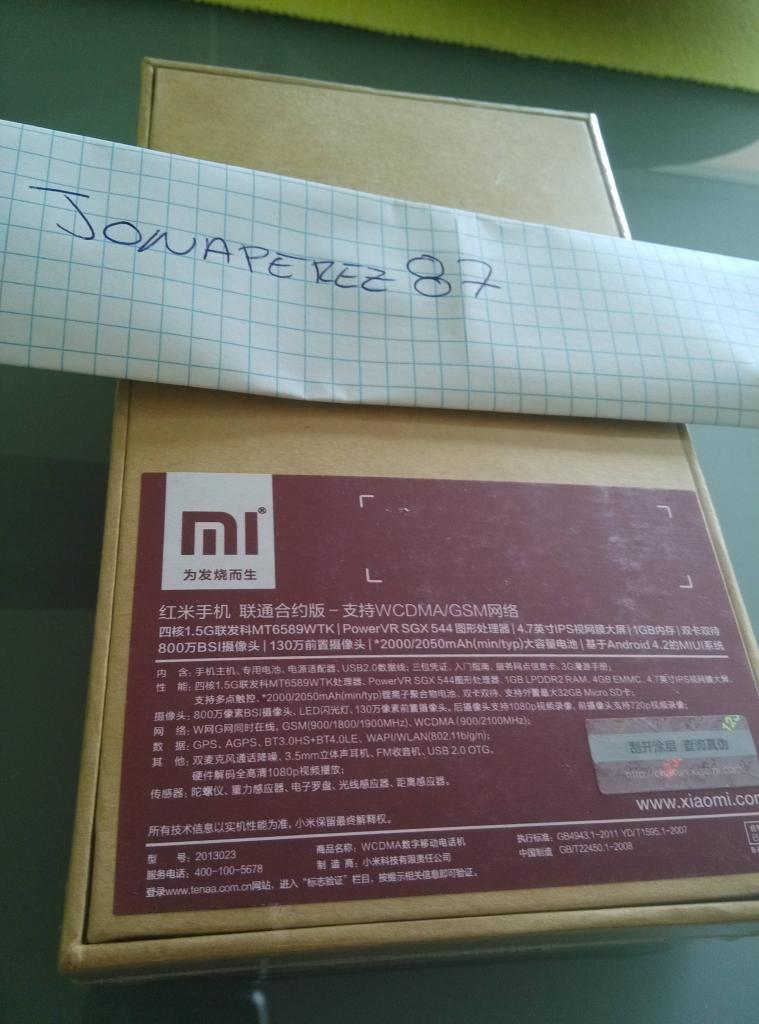 JONAPEREZ87
mi®
为发烧而生
红米手机 联通合约版-支持WCDMA/GSM网络
四核1.5G联发科MT6589WTK | PowerVR SGX 544 图形处理器 | 4.7英寸IPS视网膜大屏 | 1GB内存 | 双卡双待
800万BSI摄像头 | 130万前置摄像头 | *2000/2050mAh(min/typ)大容量电池 | 基于Android 4.2的MIUI系统
内 含: 手机主机、专用电池、电源适配器、USB2.0数据线; 三包凭证、入门指南、服务网点信息卡、3G漫游手册;
性 能: 四核1.5G联发科MT6589WTK处理器、PowerVR SGX 544图形处理器、1GB LPDDR2 RAM、4GB EMMC、4.7英寸IPS视网膜大屏、
支持多点触控、*2000/2050mAh(min/typ)锂离子聚合物电池、双卡双待、支持外置最大32GB Micro SD卡;
摄像头: 800万像素BSI摄像头、LED闪光灯、130万像素前置摄像头、后摄像头支持1080p视频录像、前摄像头支持720p视频录像;
网 络: W网G网同时在线, GSM(900/1800/1900MHz)、WCDMA (900/2100MHz);
数 据: GPS、AGPS、BT3.0HS+BT4.0LE、WAPI/WLAN(802.11b/g/n);
其 他: 双麦克风通话降噪、3.5mm立体声耳机、FM收音机、USB 2.0 OTG、
硬件解码全高清1080p视频播放;
传感器: 陀螺仪、重力感应器、电子罗盘、光线感应器、距离感应器。
刮开涂层 查询真伪
www.xiaomi.co
所有技术信息以实机性能为准, 小米保留最终解释权。
型 号: 2013023 商品名称: WCDMA数字移动电话机 执行标准: GB4943.1-2011 YD/T1595.1-2007
服务电话: 400-100-5678 制 造 商: 小米科技有限责任公司 中国制造 GB/T22450.1-2008
登录www.tenaa.com.cn网站, 进入“标志验证”栏目, 按提示相关信息即可验证。